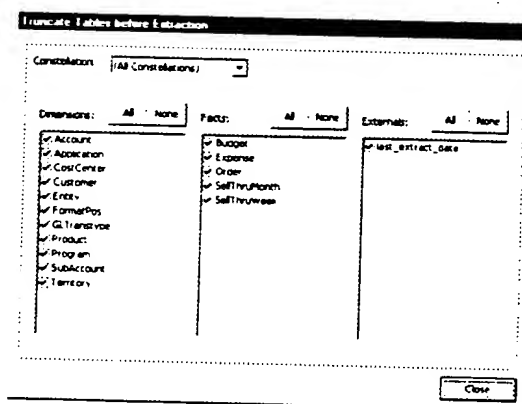 Truncate Tables before Extraction
Constellation: (All Constellations)
Dimensions: All None
Account
Application
CostCenter
Customer
Entity
FormatPos
GLTranstype
Product
Program
SubAccount
Territory
Facts: All None
Budget
Expense
Order
SellThruMonth
SellThruWeek
Externals: All None
last_extract_date
Close